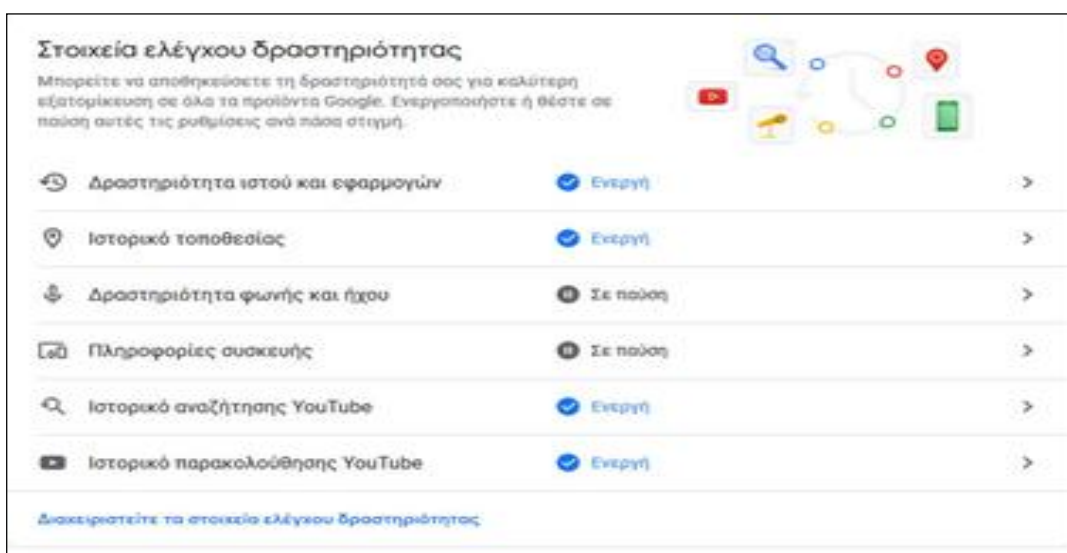 Στοιχεία ελέγχου δραστηριότητας
Μπορείτε να αποθηκεύσετε τη δραστηριότητά σας για καλύτερη
εξατομίκευση σε όλα τα προϊόντα Google. Ενεργοποιήστε ή θέστε σε
παύση αυτές τις ρυθμίσεις ανά πάσα στιγμή.
Δραστηριότητα ιστού και εφαρμογών Ενεργή
Ιστορικό τοποθεσίας Ενεργή
Δραστηριότητα φωνής και ήχου Σε παύση
Πληροφορίες συσκευής Σε παύση
Ιστορικό αναζήτησης YouTube Ενεργή
Ιστορικό παρακολούθησης YouTube Ενεργή
Διαχειριστείτε τα στοιχεία ελέγχου δραστηριότητας